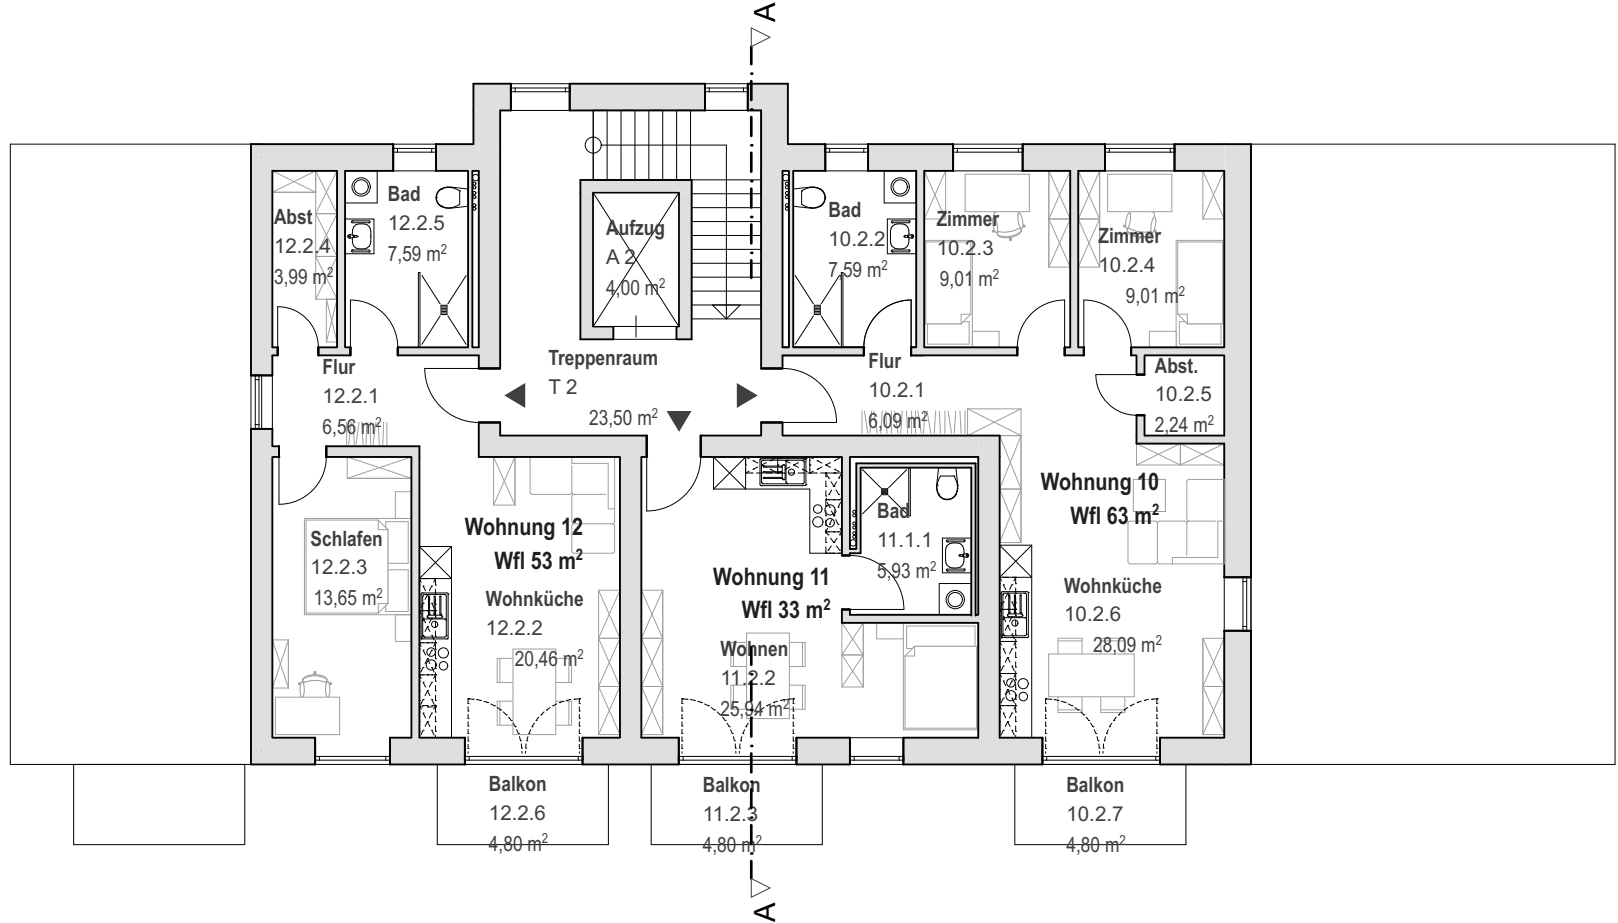 A
Abst
12.2.4
3,99 m²
Bad
12.2.5
7,59 m²
Aufzug
A 2
4,00 m²
Bad
10.2.2
7,59 m²
Zimmer
10.2.3
9,01 m²
Zimmer
10.2.4
9,01 m²
Flur
12.2.1
6,56 m²
Treppenraum
T 2
23,50 m²
Flur
10.2.1
6,09 m²
Abst.
10.2.5
2,24 m²
Schlafen
12.2.3
13,65 m²
Wohnung 12
Wfl 53 m²
Wohnküche
12.2.2
20,46 m²
Wohnung 11
Wfl 33 m²
Wohnen
11.2.2
25,94 m²
Bad
11.1.1
5,93 m²
Wohnung 10
Wfl 63 m²
Wohnküche
10.2.6
28,09 m²
Balkon
12.2.6
4,80 m²
Balkon
11.2.3
4,80 m²
Balkon
10.2.7
4,80 m²
A